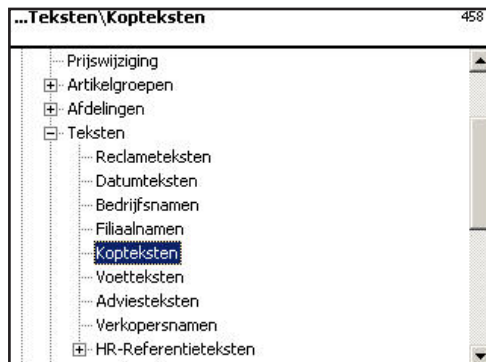 ...Teksten\Kopteksten 458
Prijswijziging
Artikelgroepen
Afdelingen
Teksten
Reclameteksten
Datumteksten
Bedrijfsnamen
Filiaalnamen
Kopteksten
Voetteksten
Adviesteksten
Verkopersnamen
HR-Referentieteksten